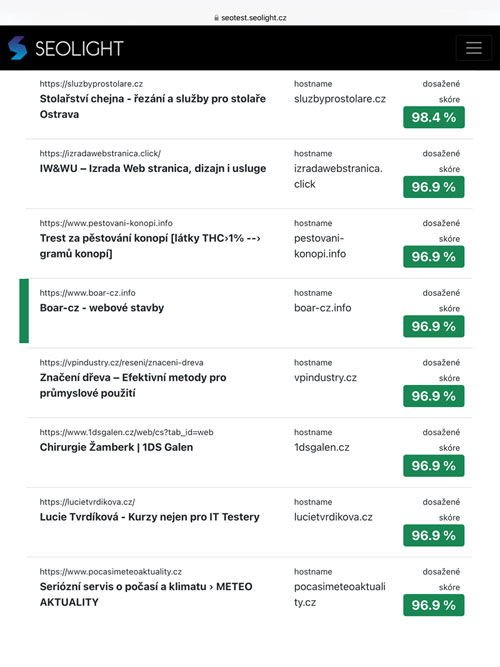 seotest.seolight.cz
SEOLIGHT
https://sluzbyprostolare.cz
Stolařství chejna - řezání a služby pro stolaře
Ostrava
hostname
sluzbyprostolare.cz
dosažené
skóre
98.4 %
https://izradawebstranica.click/
IW&WU – Izrada Web stranica, dizajn i usluge
hostname
izradawebstranica.
click
dosažené
skóre
96.9 %
https://www.pestovani-konopi.info
Trest za pěstování konopí [látky THC›1% --›
gramů konopí]
hostname
pestovani-
konopi.info
dosažené
skóre
96.9 %
https://www.boar-cz.info
Boar-cz - webové stavby
hostname
boar-cz.info
dosažené
skóre
96.9 %
https://vpindustry.cz/reseni/znaceni-dreva
Značení dřeva – Efektivní metody pro
průmyslové použití
hostname
vpindustry.cz
dosažené
skóre
96.9 %
https://www.1dsgalen.cz/web/cs?tab_id=web
Chirurgie Žamberk | 1DS Galen
hostname
1dsgalen.cz
dosažené
skóre
96.9 %
https://lucietvrdikova.cz/
Lucie Tvrdíková - Kurzy nejen pro IT Testery
hostname
lucietvrdikova.cz
dosažené
skóre
96.9 %
https://www.pocasimeteoaktuality.cz
Seriózní servis o počasí a klimatu › METEO
AKTUALITY
hostname
pocasimeteoaktuali
ty.cz
dosažené
skóre
96.9 %